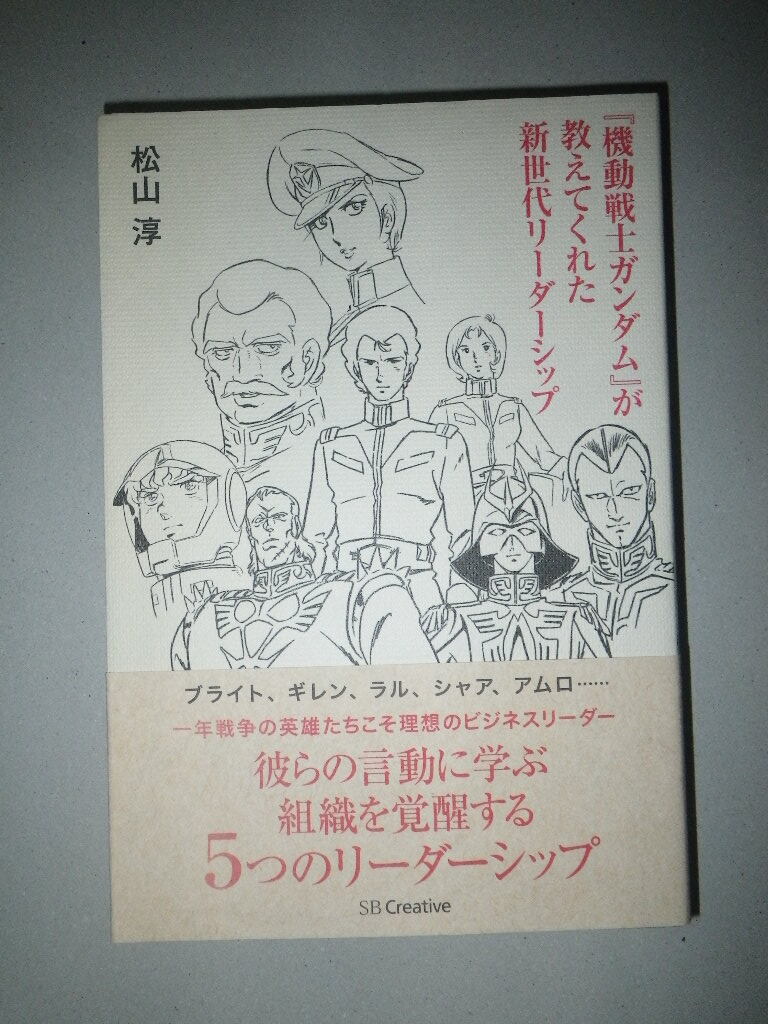 『機動戦士ガンダム』が
教えてくれた
新世代リーダーシップ
松山 淳
ブライト、ギレン、ラル、シャア、アムロ……
一年戦争の英雄たちこそ理想のビジネスリーダー
彼らの言動に学ぶ
組織を覚醒する
5つのリーダーシップ
SB Creative